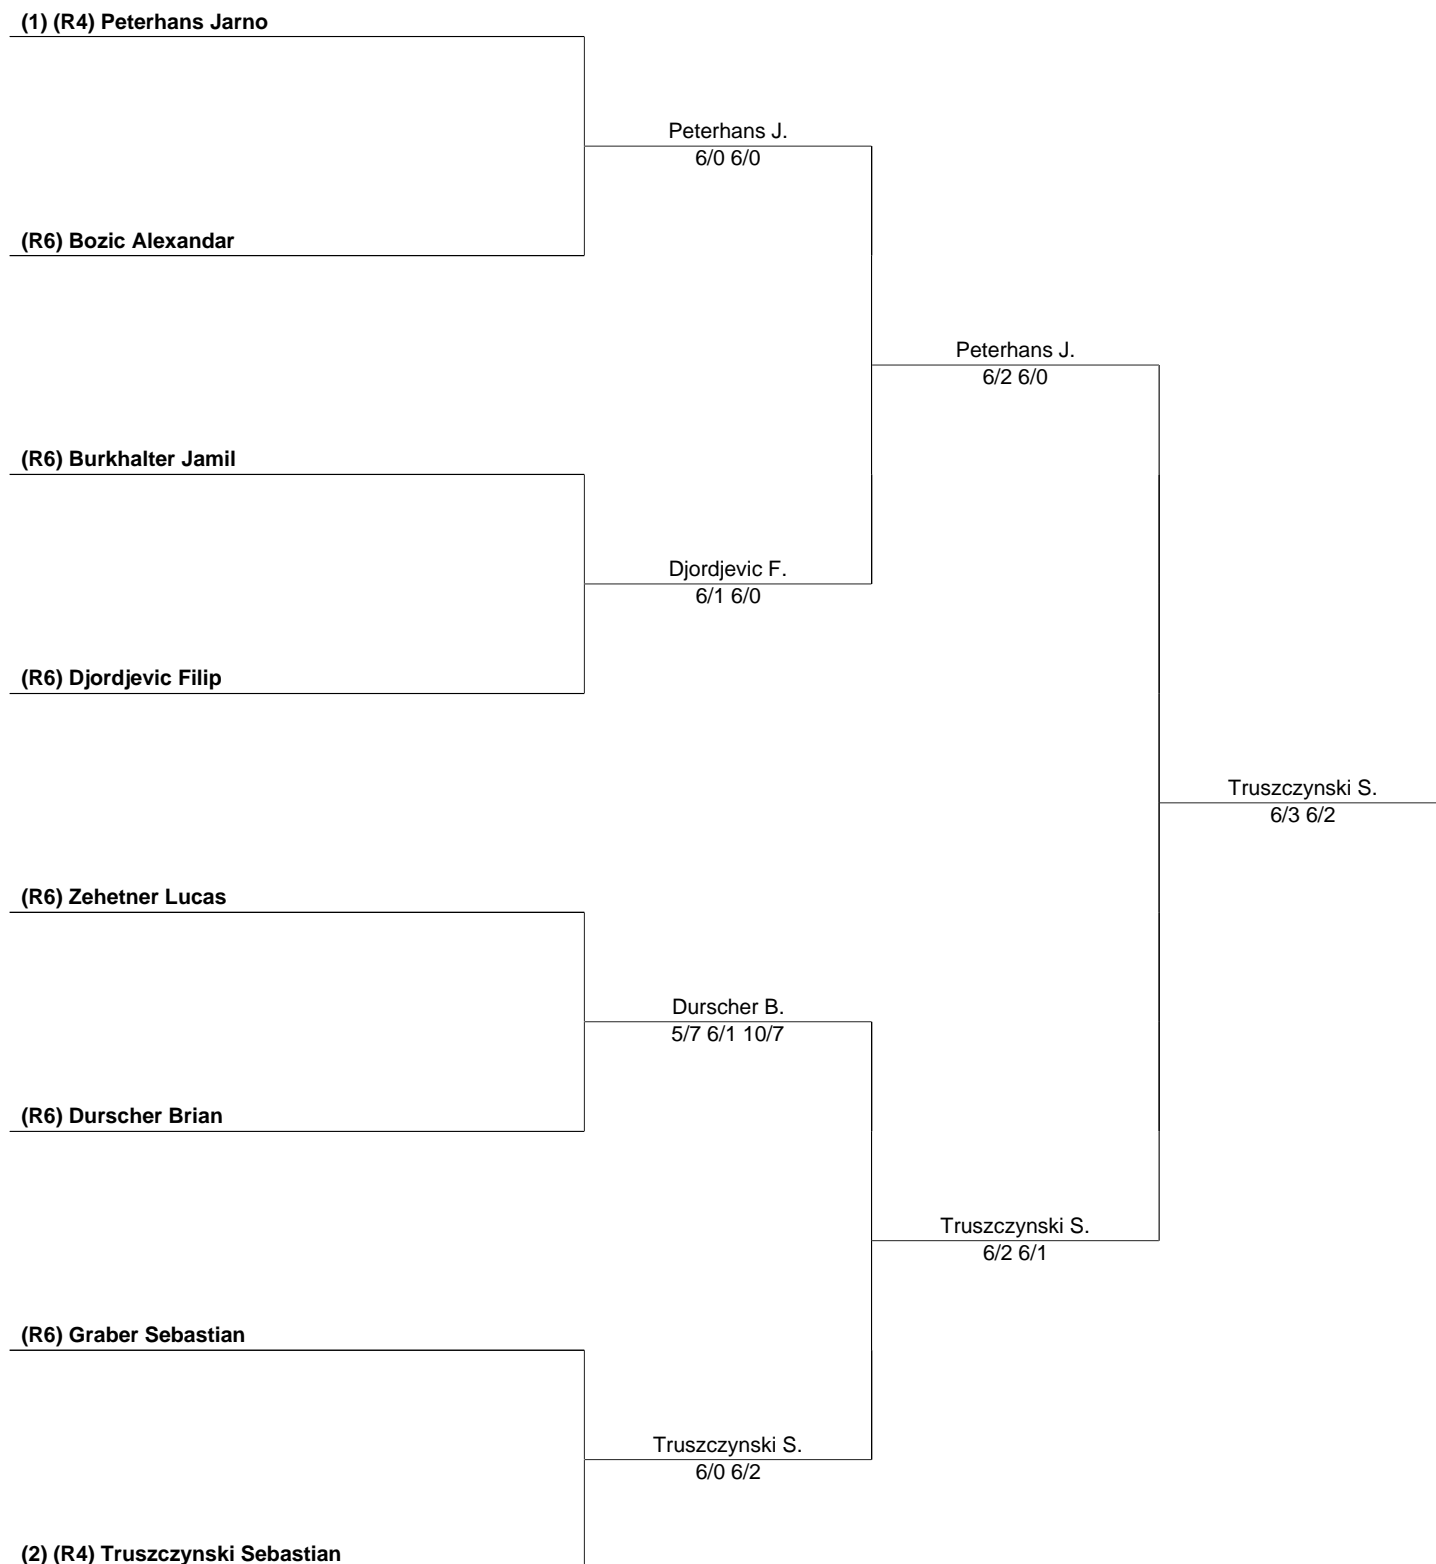 (1) (R4) Peterhans Jarno
Peterhans J.
6/0 6/0
(R6) Bozic Alexandar
Peterhans J.
6/2 6/0
(R6) Burkhalter Jamil
Djordjevic F.
6/1 6/0
(R6) Djordjevic Filip
Truszczynski S.
6/3 6/2
(R6) Zehetner Lucas
Durscher B.
5/7 6/1 10/7
(R6) Durscher Brian
Truszczynski S.
6/2 6/1
(R6) Graber Sebastian
Truszczynski S.
6/0 6/2
(2) (R4) Truszczynski Sebastian